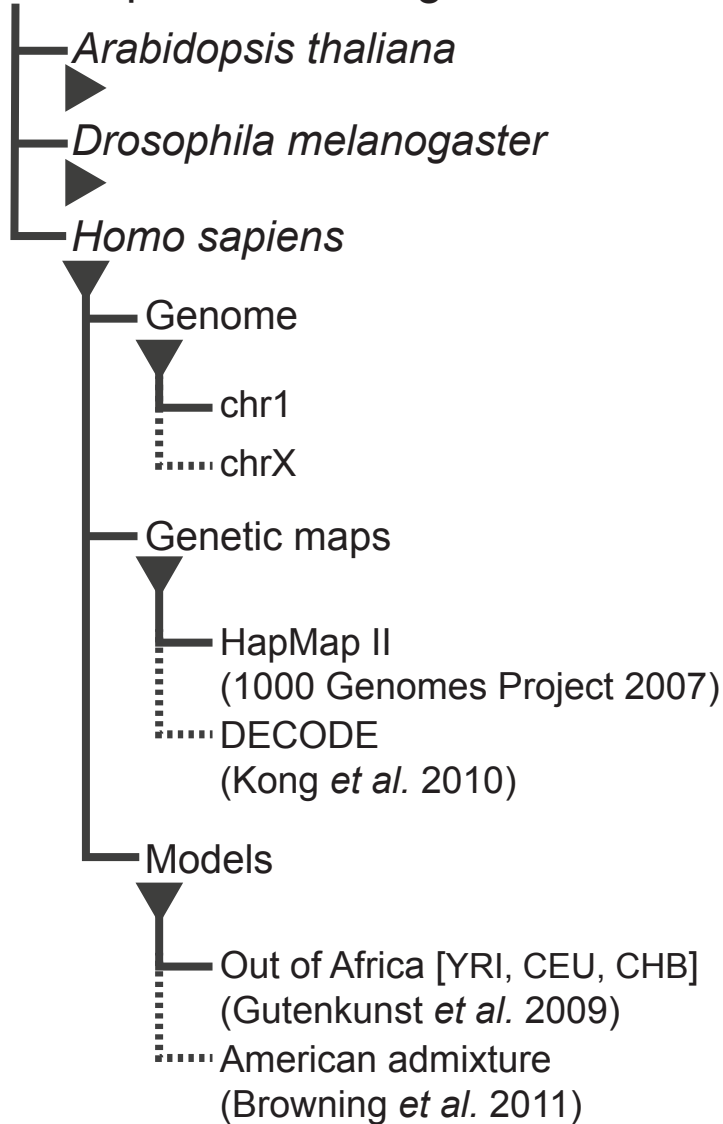 Arabidopsis thaliana
Drosophila melanogaster
Homo sapiens
Genome
chr1
chrX
Genetic maps
HapMap II
(1000 Genomes Project 2007)
DECODE
(Kong et al. 2010)
Models
Out of Africa [YRI, CEU, CHB]
(Gutenkunst et al. 2009)
American admixture
(Browning et al. 2011)